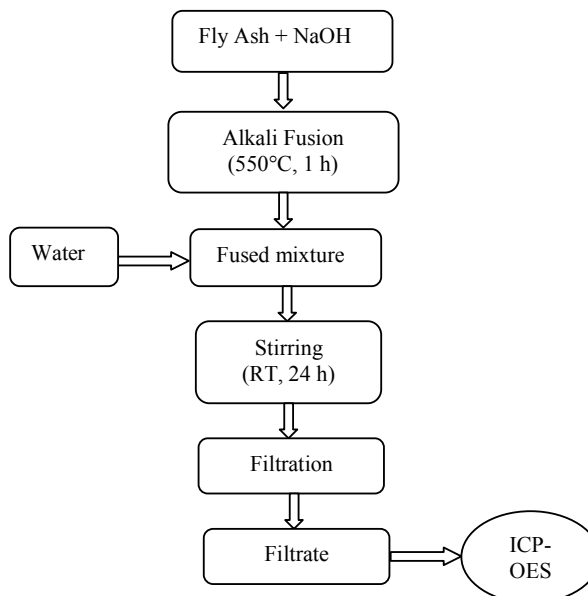 Fly Ash + NaOH
Alkali Fusion
(550°C, 1 h)
Water
Fused mixture
Stirring
(RT, 24 h)
Filtration
Filtrate
ICP-
OES